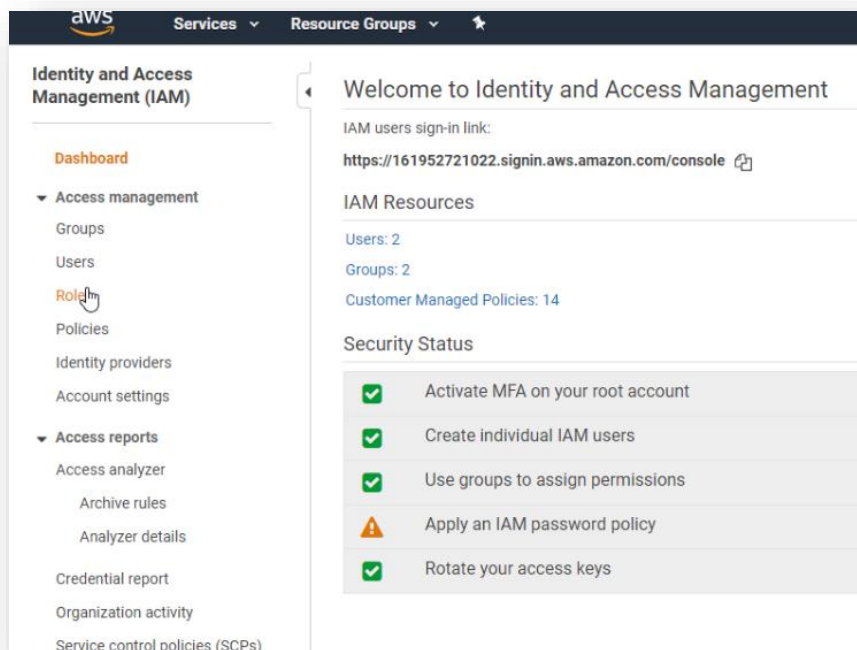 aws
Services
Resource Groups
Identity and Access
Management (IAM)
Dashboard
Access management
Groups
Users
Role
Policies
Identity providers
Account settings
Access reports
Access analyzer
Archive rules
Analyzer details
Credential report
Organization activity
Service control policies (SCPs)
Welcome to Identity and Access Management
IAM users sign-in link:
https://161952721022.signin.aws.amazon.com/console
IAM Resources
Users: 2
Groups: 2
Customer Managed Policies: 14
Security Status
Activate MFA on your root account
Create individual IAM users
Use groups to assign permissions
Apply an IAM password policy
Rotate your access keys